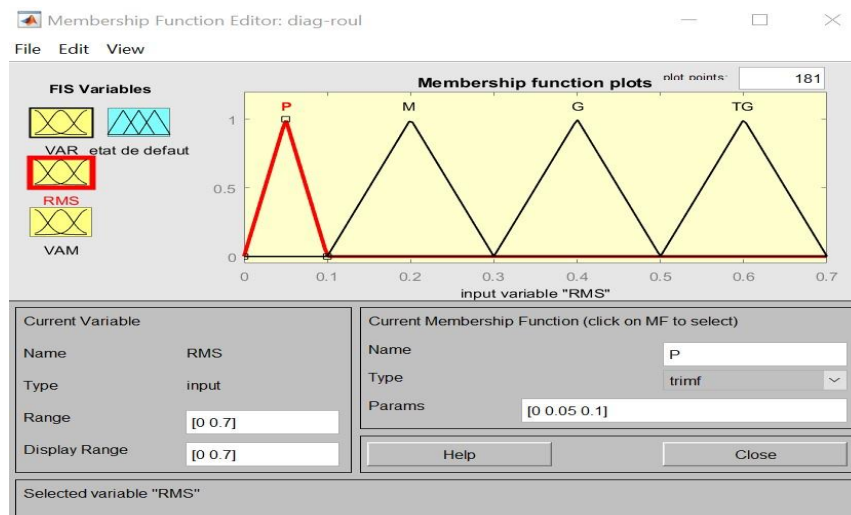 Membership Function Editor: diag-roul
File Edit View
FIS Variables
VAR etat de defaut
RMS
VAM
Membership function plots plot points: 181
P M G TG
1
0.5
0
0 0.1 0.2 0.3 0.4 0.5 0.6 0.7
input variable "RMS"
Current Variable
Name RMS
Type input
Range [0 0.7]
Display Range [0 0.7]
Current Membership Function (click on MF to select)
Name P
Type trimf
Params [0 0.05 0.1]
Help Close
Selected variable "RMS"